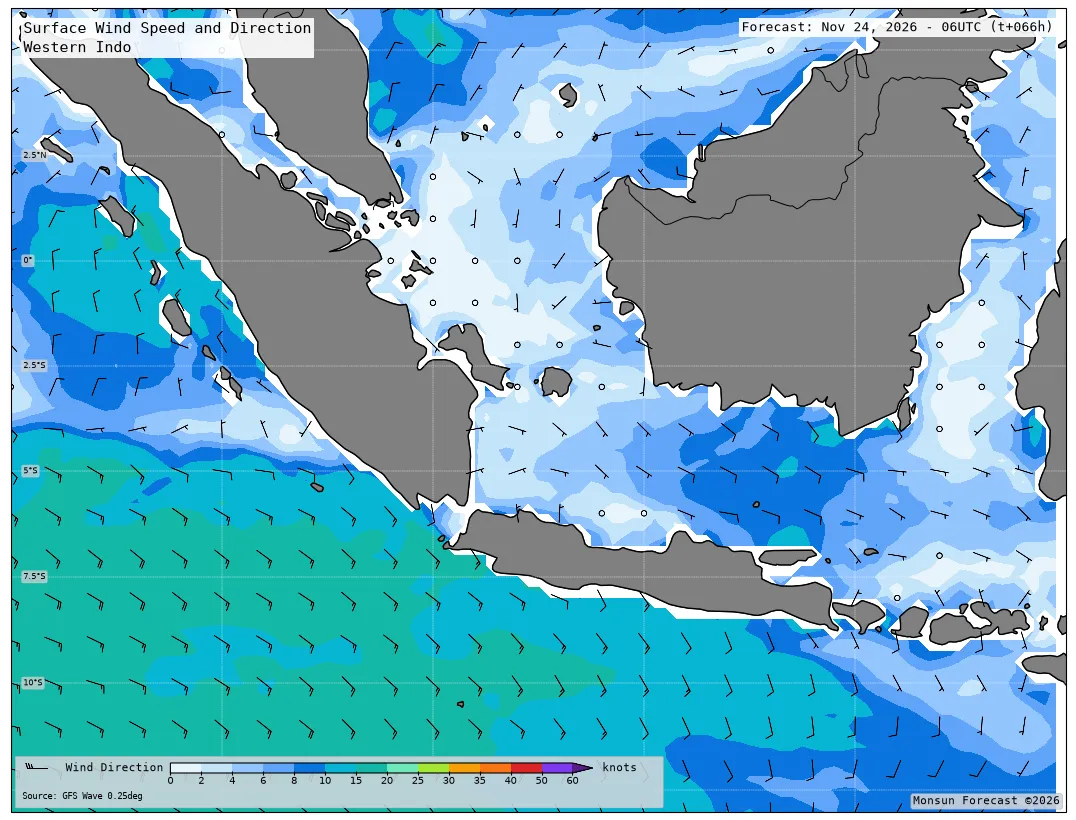 Surface Wind Speed and Direction
Western Indo
Forecast: Nov 24, 2026 - 06UTC (t+066h)
2.5°N
0°
2.5°S
5°S
7.5°S
10°S
Wind Direction
0 2 4 6 8 10 15 20 25 30 35 40 50 60
knots
Source: GFS Wave 0.25deg
Monsun Forecast ©2026